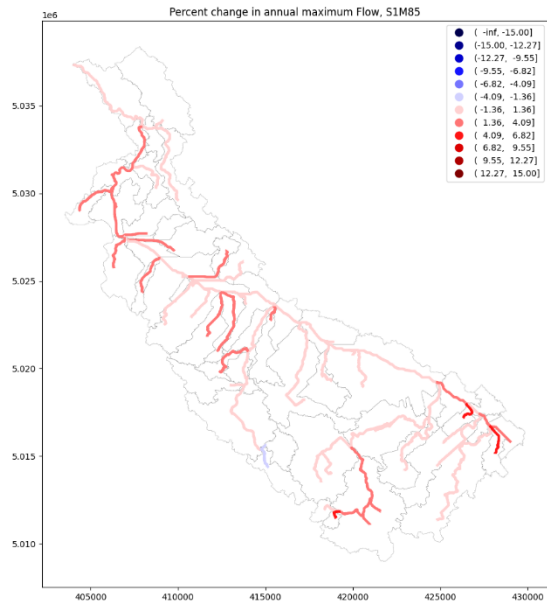 Percent change in annual maximum Flow, S1M85
1e6
( -inf, -15.00]
(-15.00, -12.27]
(-12.27, -9.55]
( -9.55, -6.82]
( -6.82, -4.09]
( -4.09, -1.36]
( -1.36, 1.36]
( 1.36, 4.09]
( 4.09, 6.82]
( 6.82, 9.55]
( 9.55, 12.27]
( 12.27, 15.00]
5.035
5.030
5.025
5.020
5.015
5.010
405000 410000 415000 420000 425000 430000